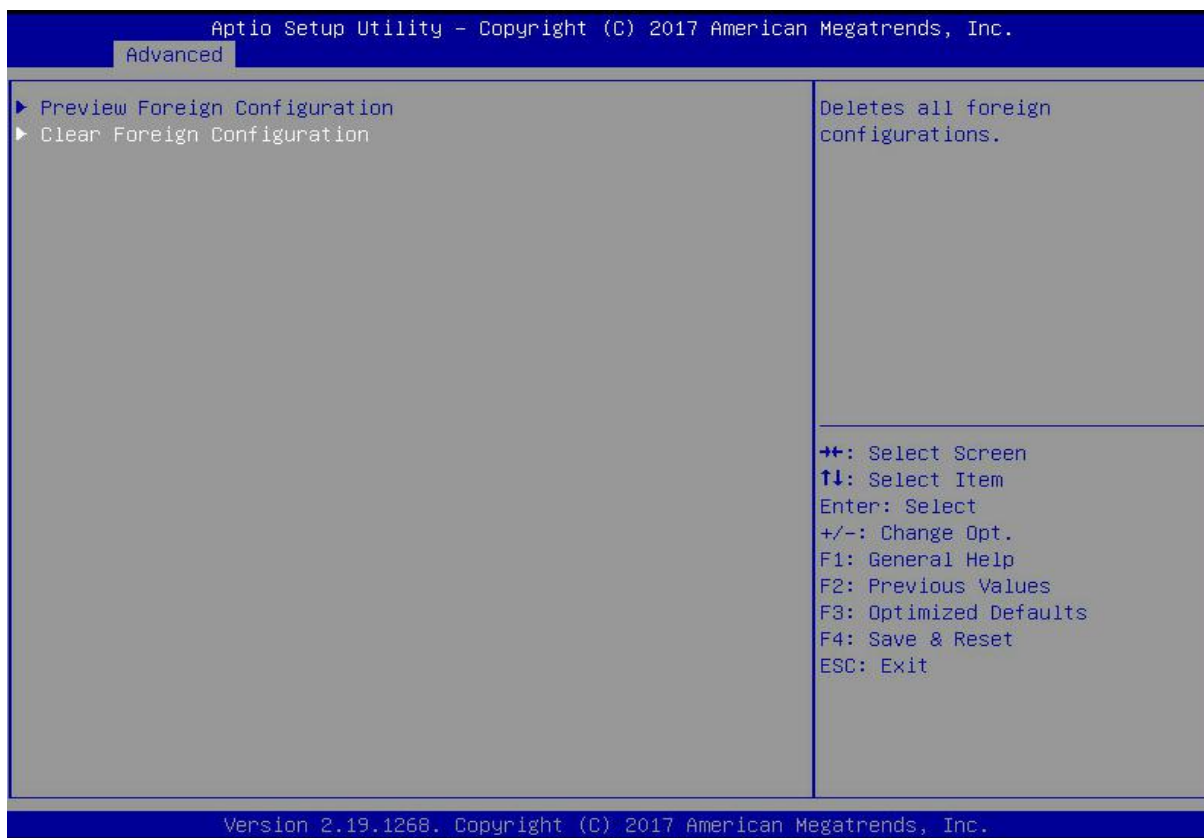 Aptio Setup Utility – Copyright (C) 2017 American Megatrends, Inc.
Advanced
▶ Preview Foreign Configuration
▶ Clear Foreign Configuration
Deletes all foreign
configurations.
→←: Select Screen
↑↓: Select Item
Enter: Select
+/-: Change Opt.
F1: General Help
F2: Previous Values
F3: Optimized Defaults
F4: Save & Reset
ESC: Exit
Version 2.19.1268. Copyright (C) 2017 American Megatrends, Inc.